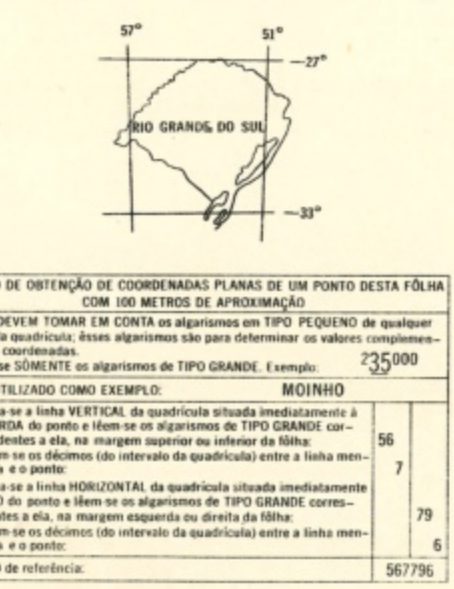 57° 51°
—27°
RIO GRANDE DO SUL
—33°
DE OBTENÇÃO DE COORDENADAS PLANAS DE UM PONTO DESTA FÔLHA
COM 100 METROS DE APROXIMAÇÃO
DEVEM TOMAR EM CONTA os algarismos em TIPO PEQUENO de qualquer
quadrícula; êsses algarismos são para determinar os valores complemen-
coordenadas.
se SÒMENTE os algarismos de TIPO GRANDE. Exemplo: 235000
UTILIZADO COMO EXEMPLO: MOINHO
a-se a linha VERTICAL da quadrícula situada imediatamente à
RDA do ponto e lêem-se os algarismos de TIPO GRANDE cor-
dentes a ela, na margem superior ou inferior da fôlha: 56
m-se os décimos (do intervalo da quadrícula) entre a linha men-
e o ponto: 7
a-se a linha HORIZONTAL da quadrícula situada imediatamente
do ponto e lêem-se os algarismos de TIPO GRANDE corres-
tes a ela, na margem esquerda ou direita da fôlha: 79
m-se os décimos (do intervalo da quadrícula) entre a linha men-
e o ponto: 6
de referência: 567796